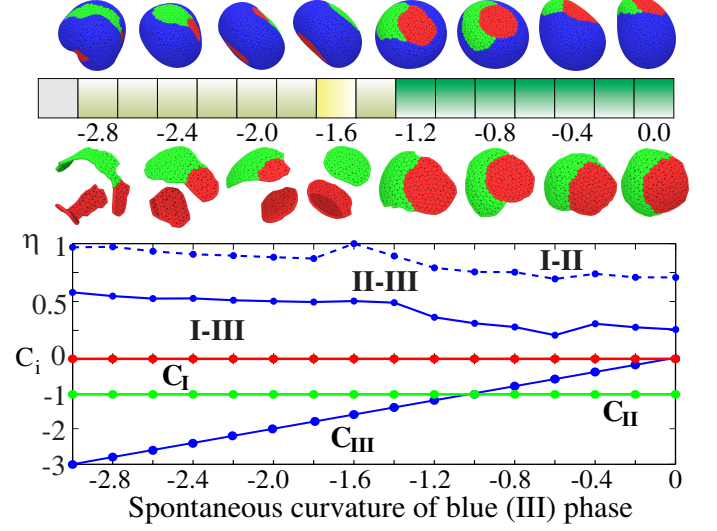 -2.8 -2.4 -2.0 -1.6 -1.2 -0.8 -0.4 0.0
η 1
I-II
II-III
0.5
I-III
C_i 0
C_I
-1
C_II
C_III
-2
-3
-2.8 -2.4 -2.0 -1.6 -1.2 -0.8 -0.4 0
Spontaneous curvature of blue (III) phase